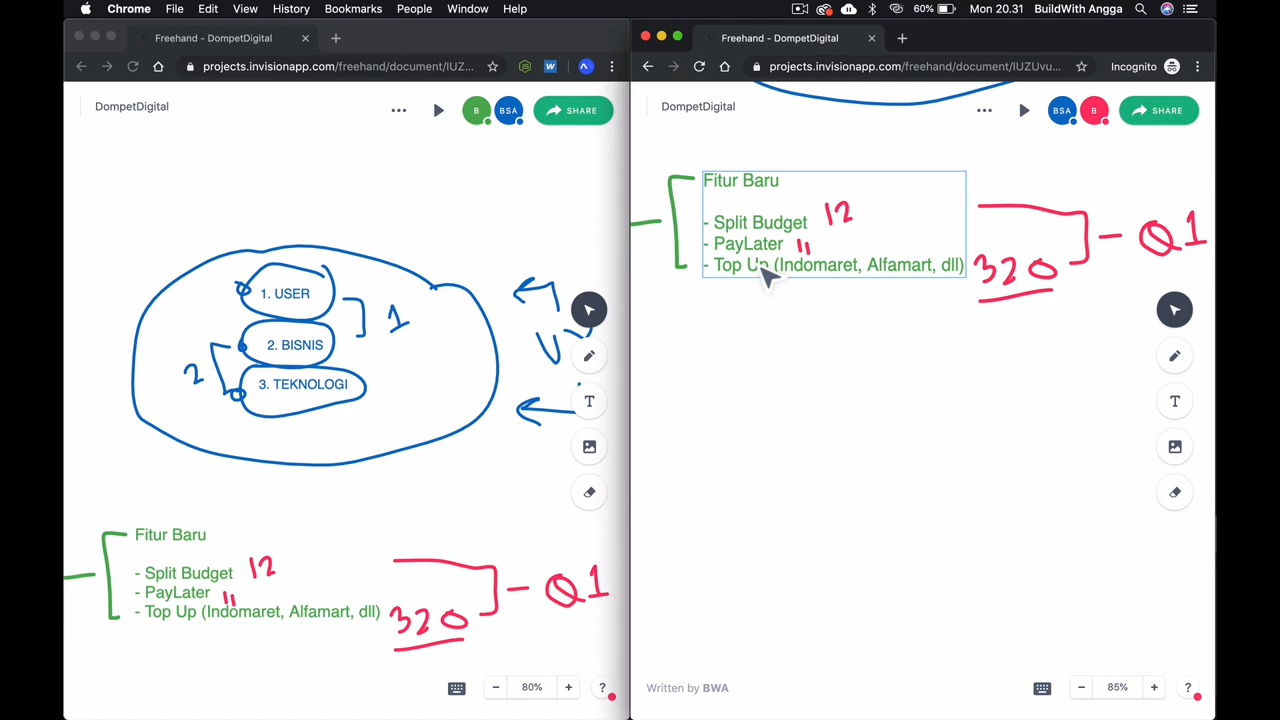 Chrome File Edit View History Bookmarks People Window Help 60% Mon 20.31 BuildWith Angga
Freehand - DompetDigital
projects.invisionapp.com/freehand/document/IUZ...
DompetDigital
B BSA SHARE
1. USER
2. BISNIS
3. TEKNOLOGI
1
2
T
Fitur Baru
- Split Budget 12
- PayLater 11
- Top Up (Indomaret, Alfamart, dll)
320
Q1
80%
?
Freehand - DompetDigital
projects.invisionapp.com/freehand/document/IUZUvu...
Incognito
DompetDigital
BSA B SHARE
Fitur Baru
- Split Budget 12
- PayLater 11
- Top Up (Indomaret, Alfamart, dll)
320
Q1
T
Written by BWA
85%
?